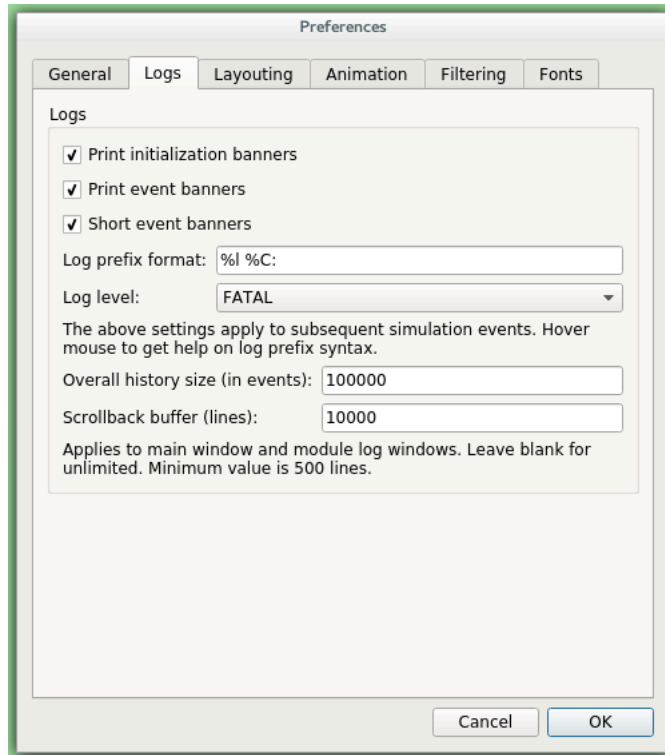 Preferences
General Logs Layouting Animation Filtering Fonts
Logs
Print initialization banners
Print event banners
Short event banners
Log prefix format: %l %C:
Log level: FATAL
The above settings apply to subsequent simulation events. Hover
mouse to get help on log prefix syntax.
Overall history size (in events): 100000
Scrollback buffer (lines): 10000
Applies to main window and module log windows. Leave blank for
unlimited. Minimum value is 500 lines.
Cancel OK